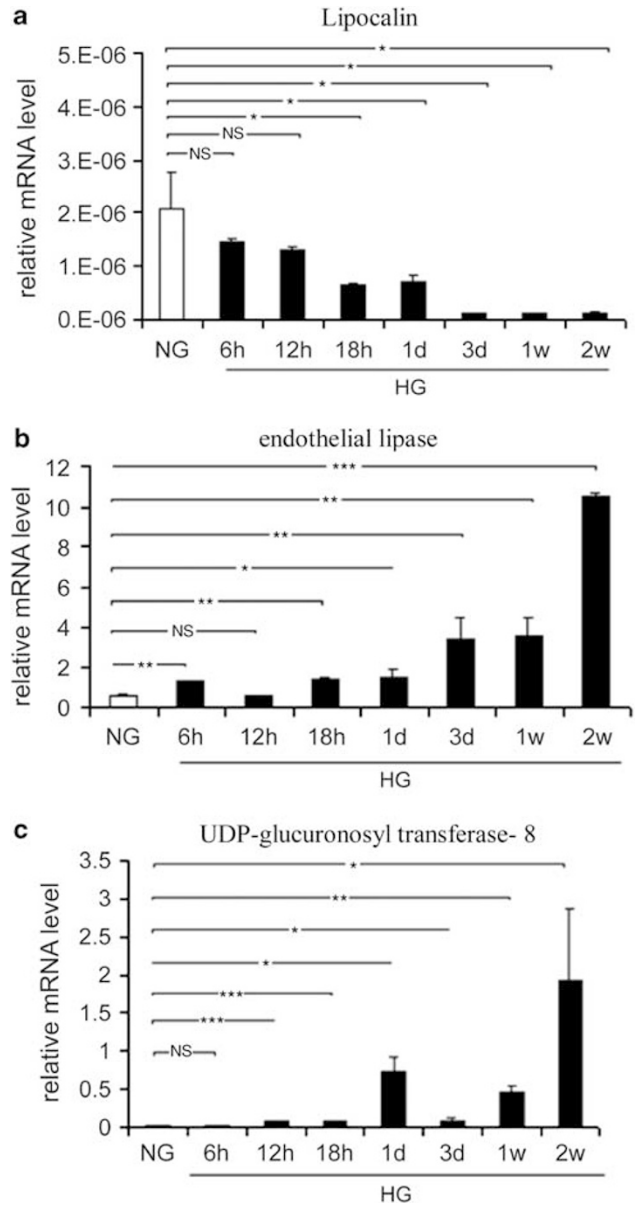 a
Lipocalin
relative mRNA level
5.E-06
4.E-06
3.E-06
2.E-06
1.E-06
0.E-06
*
*
*
*
*
NS
NS
NG 6h 12h 18h 1d 3d 1w 2w
HG
b
endothelial lipase
relative mRNA level
12
10
8
6
4
2
0
***
**
**
*
**
NS
**
NG 6h 12h 18h 1d 3d 1w 2w
HG
c
UDP-glucuronosyl transferase- 8
relative mRNA level
3.5
3
2.5
2
1.5
1
0.5
0
*
**
*
*
***
***
NS
NG 6h 12h 18h 1d 3d 1w 2w
HG